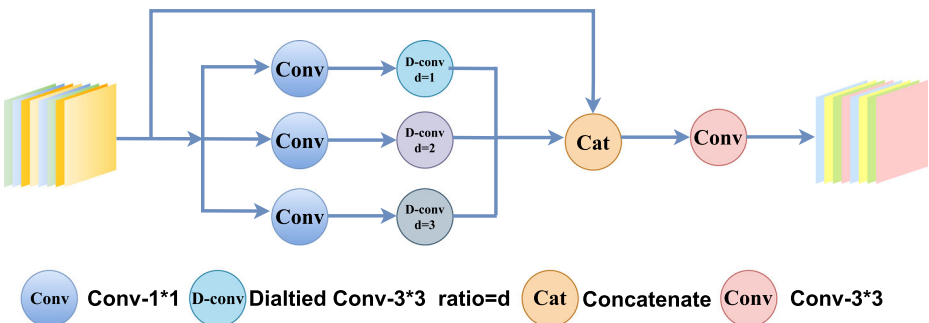 Conv
D-conv
d=1
Conv
D-conv
d=2
Cat
Conv
Conv
D-conv
d=3
Conv Conv-1*1 D-conv Dialtied Conv-3*3 ratio=d Cat Concatenate Conv Conv-3*3